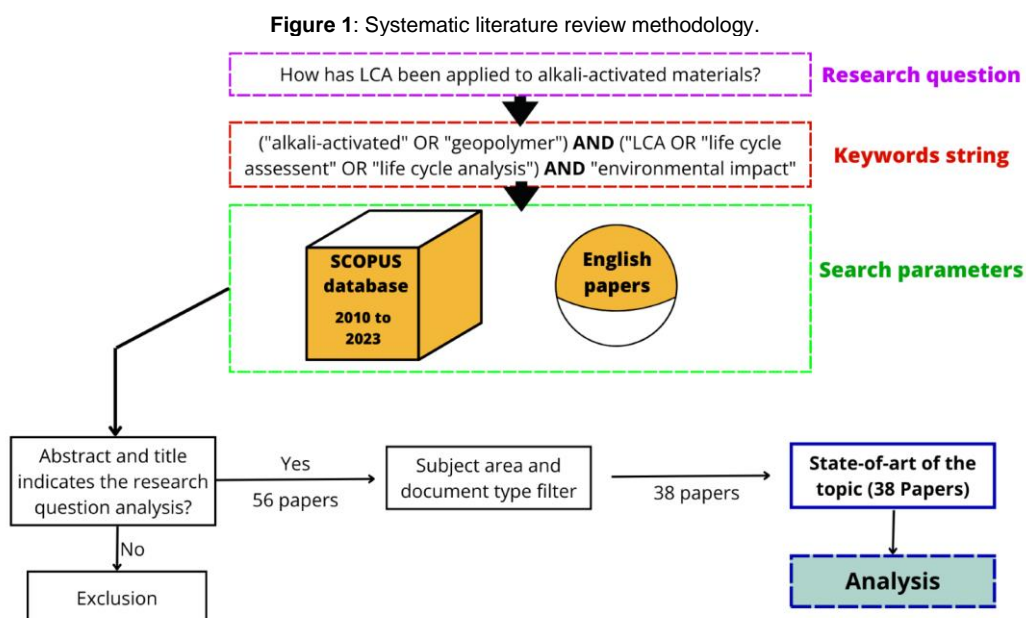 Figure 1: Systematic literature review methodology.
How has LCA been applied to alkali-activated materials?
Research question
("alkali-activated" OR "geopolymer") AND ("LCA OR "life cycle
assessent" OR "life cycle analysis") AND "environmental impact"
Keywords string
SCOPUS
database
2010 to
2023
English
papers
Search parameters
Abstract and title
indicates the research
question analysis?
Yes
56 papers
Subject area and
document type filter
38 papers
State-of-art of the
topic (38 Papers)
No
Exclusion
Analysis